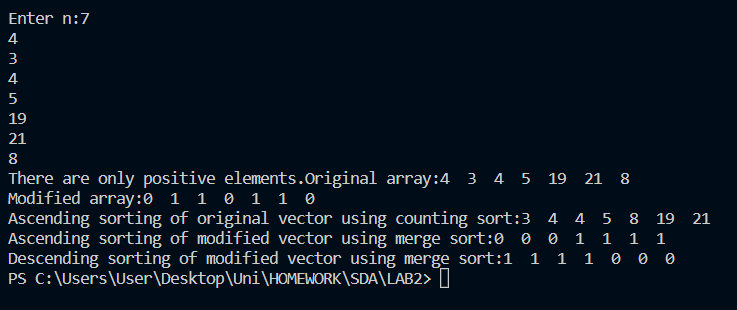 Enter n:7
4
3
4
5
19
21
8
There are only positive elements.Original array:4  3  4  5  19  21  8
Modified array:0  1  1  0  1  1  0
Ascending sorting of original vector using counting sort:3  4  4  5  8  19  21
Ascending sorting of modified vector using merge sort:0  0  0  1  1  1  1
Descending sorting of modified vector using merge sort:1  1  1  1  0  0  0
PS C:\Users\User\Desktop\Uni\HOMEWORK\SDA\LAB2>